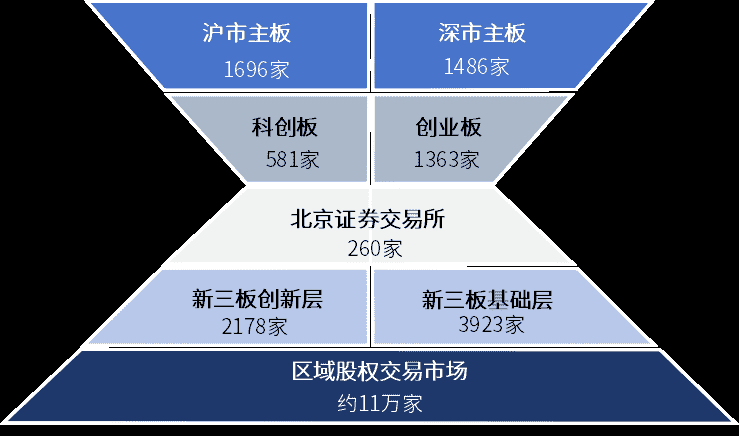 沪市主板
深市主板
1696家
1486家
科创板
创业板
581家
1363家
北京证券交易所
260家
新三板创新层
新三板基础层
2178家
3923家
区域股权交易市场
约11万家